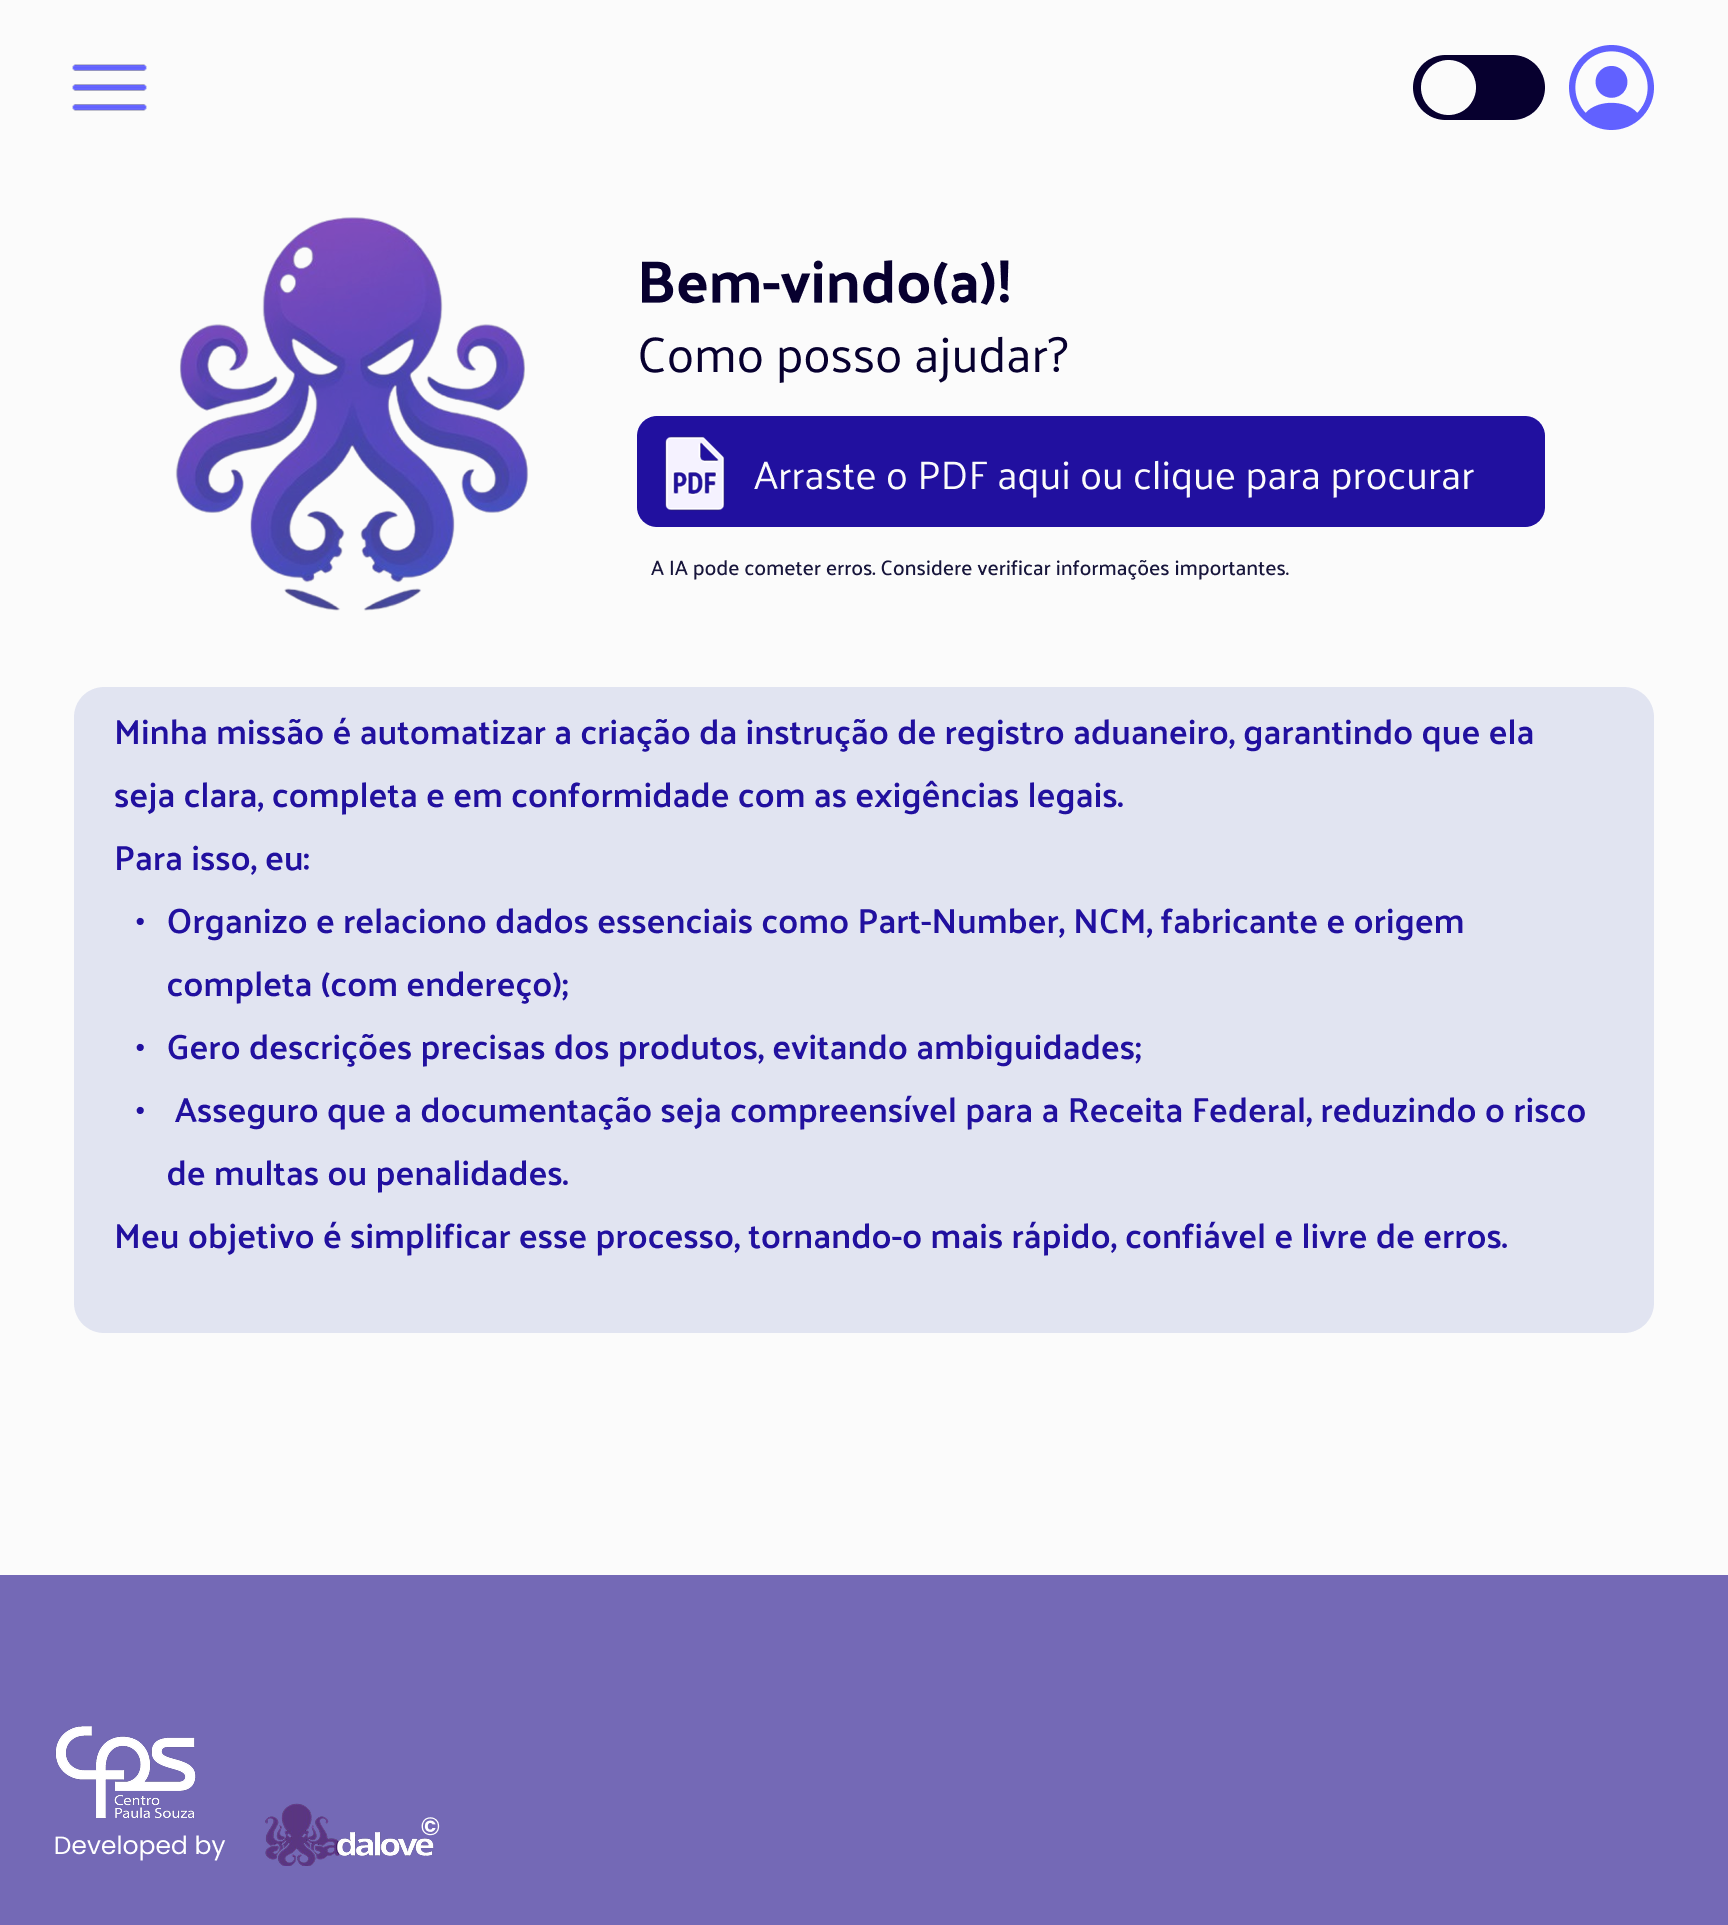 Bem-vindo(a)!
Como posso ajudar?
PDF
Arraste o PDF aqui ou clique para procurar
A IA pode cometer erros. Considere verificar informações importantes.
Minha missão é automatizar a criação da instrução de registro aduaneiro, garantindo que ela
seja clara, completa e em conformidade com as exigências legais.
Para isso, eu:
• Organizo e relaciono dados essenciais como Part-Number, NCM, fabricante e origem
completa (com endereço);
• Gero descrições precisas dos produtos, evitando ambiguidades;
• Asseguro que a documentação seja compreensível para a Receita Federal, reduzindo o risco
de multas ou penalidades.
Meu objetivo é simplificar esse processo, tornando-o mais rápido, confiável e livre de erros.
cps
Centro
Paula Souza
Developed by
adalove©